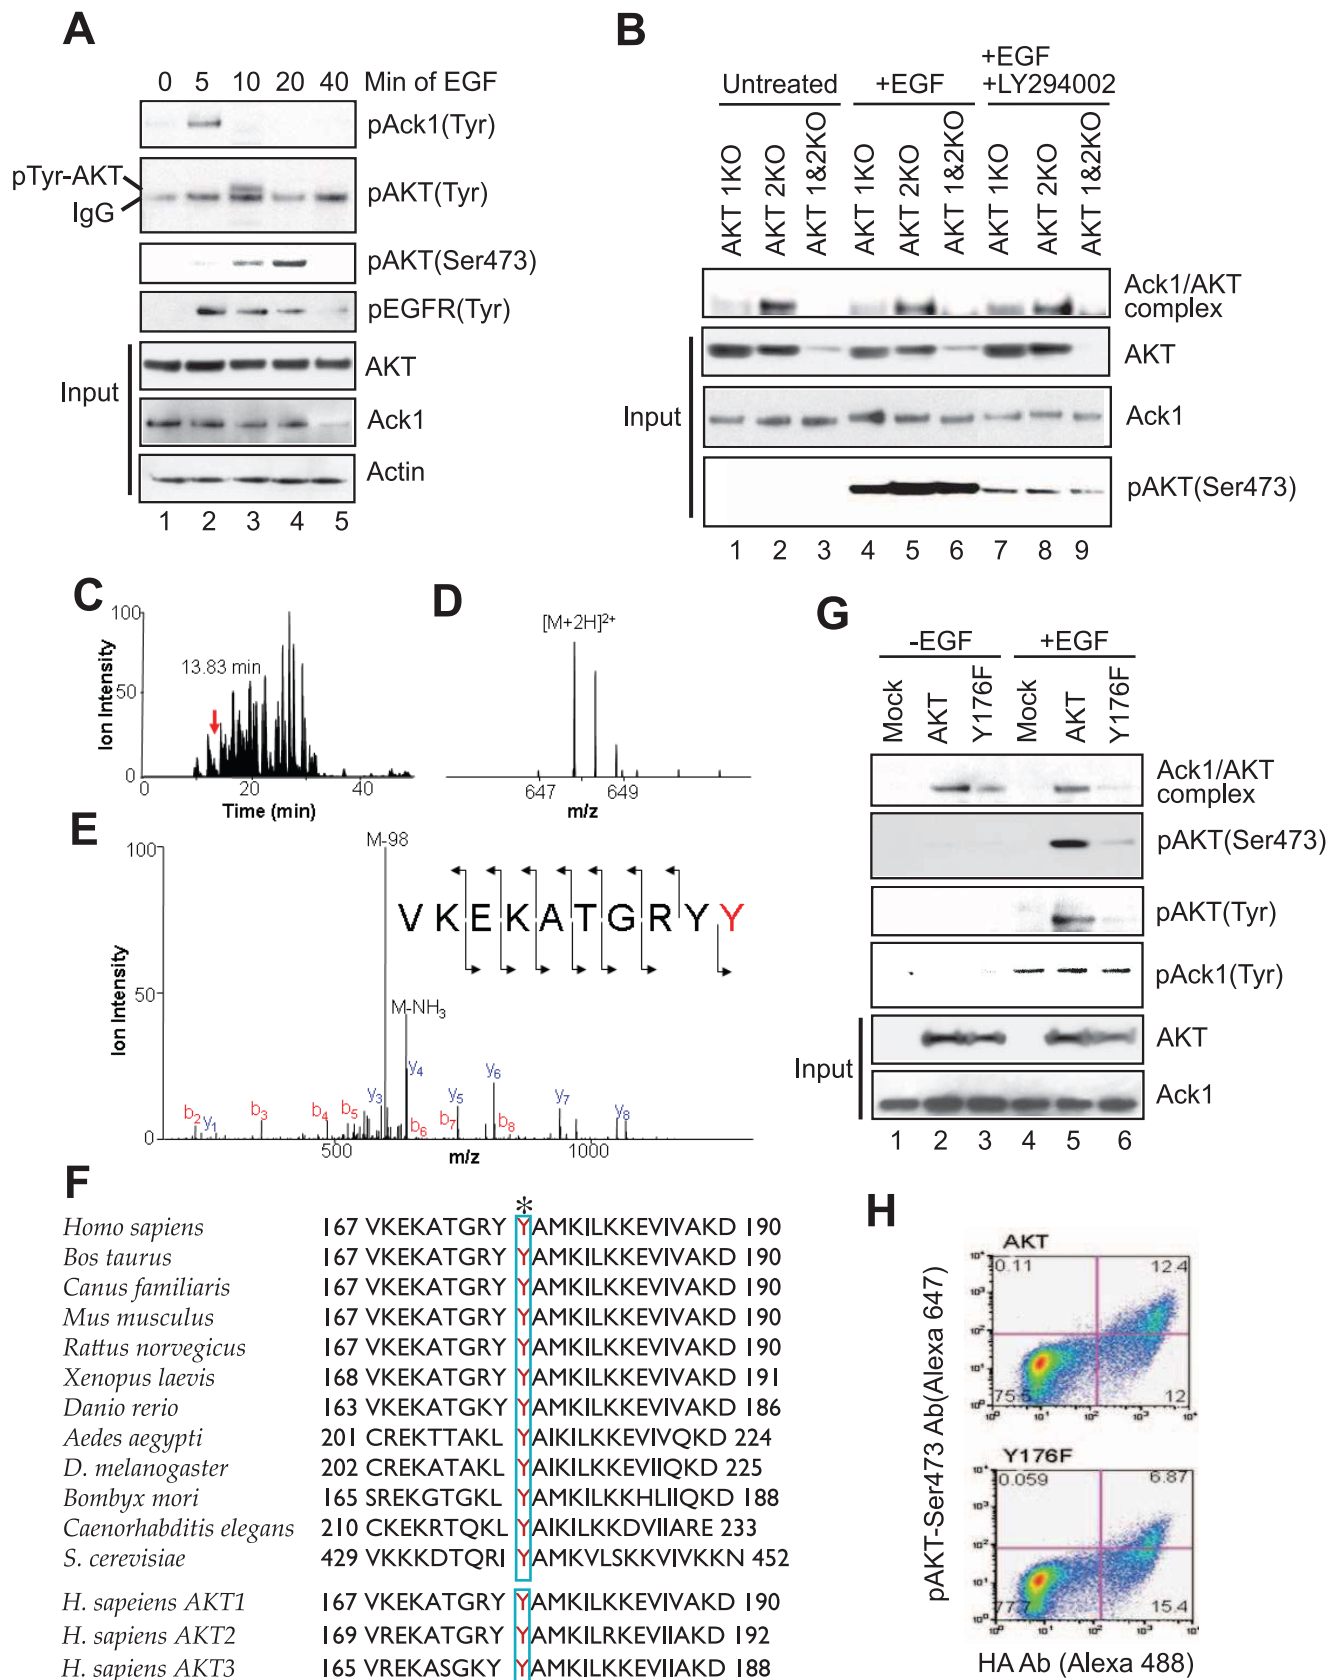 A
0 5 10 20 40 Min of EGF
pAck1(Tyr)
pTyr-AKT
IgG
pAKT(Tyr)
pAKT(Ser473)
pEGFR(Tyr)
Input
AKT
Ack1
Actin
1 2 3 4 5
B
Untreated +EGF +EGF +LY294002
AKT 1KO AKT 2KO AKT 1&2KO AKT 1KO AKT 2KO AKT 1&2KO AKT 1KO AKT 2KO AKT 1&2KO
Ack1/AKT complex
Input
AKT
Ack1
pAKT(Ser473)
1 2 3 4 5 6 7 8 9
C
Ion Intensity
100
50
0
13.83 min
0 20 40
Time (min)
D
[M+2H]2+
647 649
m/z
E
Ion Intensity
100
50
0
M-98
V K E K A T G R Y Y
M-NH3
b2 y1 b3 b4 b5 y3 y4 b6 b7 y5 y6 b8 y7 y8
500 1000
m/z
F
*
Homo sapiens 167 VKEKATGRY Y AMKILKKEVIVAKD 190
Bos taurus 167 VKEKATGRY Y AMKILKKEVIVAKD 190
Canus familiaris 167 VKEKATGRY Y AMKILKKEVIVAKD 190
Mus musculus 167 VKEKATGRY Y AMKILKKEVIVAKD 190
Rattus norvegicus 167 VKEKATGRY Y AMKILKKEVIVAKD 190
Xenopus laevis 168 VKEKATGRY Y AMKILKKEVIVAKD 191
Danio rerio 163 VKEKATGKY Y AMKILKKEVIVAKD 186
Aedes aegypti 201 CREKTTAKL Y AIKILKKEVIVQKD 224
D. melanogaster 202 CREKATAKL Y AIKILKKEVIIQKD 225
Bombyx mori 165 SREKGTGKL Y AMKILKKHLIIQKD 188
Caenorhabditis elegans 210 CKEKRTQKL Y AIKILKKDVIIARE 233
S. cerevisiae 429 VKKKDTQRI Y AMKVLSKKVIVKKN 452
H. sapeiens AKT1 167 VKEKATGRY Y AMKILKKEVIVAKD 190
H. sapiens AKT2 169 VREKATGRY Y AMKILRKEVIIAKD 192
H. sapiens AKT3 165 VREKASGKY Y AMKILKKEVIIAKD 188
G
-EGF +EGF
Mock AKT Y176F Mock AKT Y176F
Ack1/AKT complex
pAKT(Ser473)
pAKT(Tyr)
pAck1(Tyr)
Input
AKT
Ack1
1 2 3 4 5 6
H
pAKT-Ser473 Ab(Alexa 647)
AKT
0.11 12.4
12
10⁰ 10¹ 10² 10³ 10⁴
Y176F
0.059 6.87
15.4
10⁰ 10¹ 10² 10³ 10⁴
HA Ab (Alexa 488)